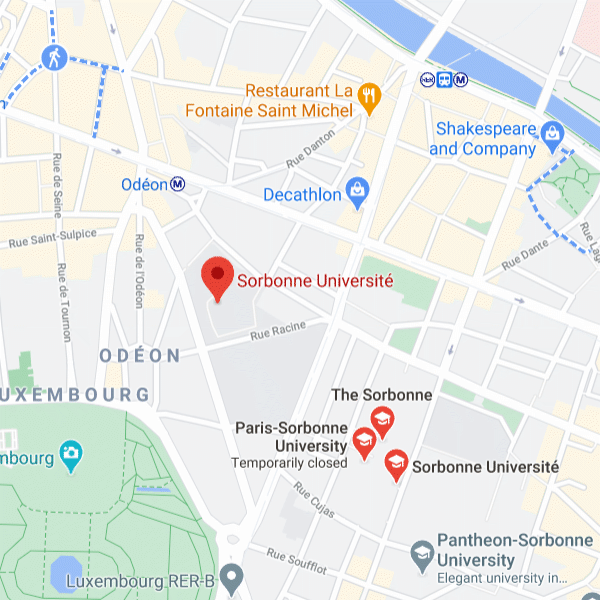 Restaurant La
Fontaine Saint Michel
Shakespeare
and Company
Rue Danton
Rue de Seine
Odéon
Decathlon
Rue Saint-Sulpice
Rue de l'Odéon
Rue Dante
Rue Lag
Sorbonne Université
Rue de Tournon
Rue Racine
ODÉON
UXEMBOURG
The Sorbonne
Paris-Sorbonne
University
Temporarily closed
mbourg
Sorbonne Université
Rue Cujas
Pantheon-Sorbonne
University
Elegant university in...
Rue Soufflot
Luxembourg RER-B